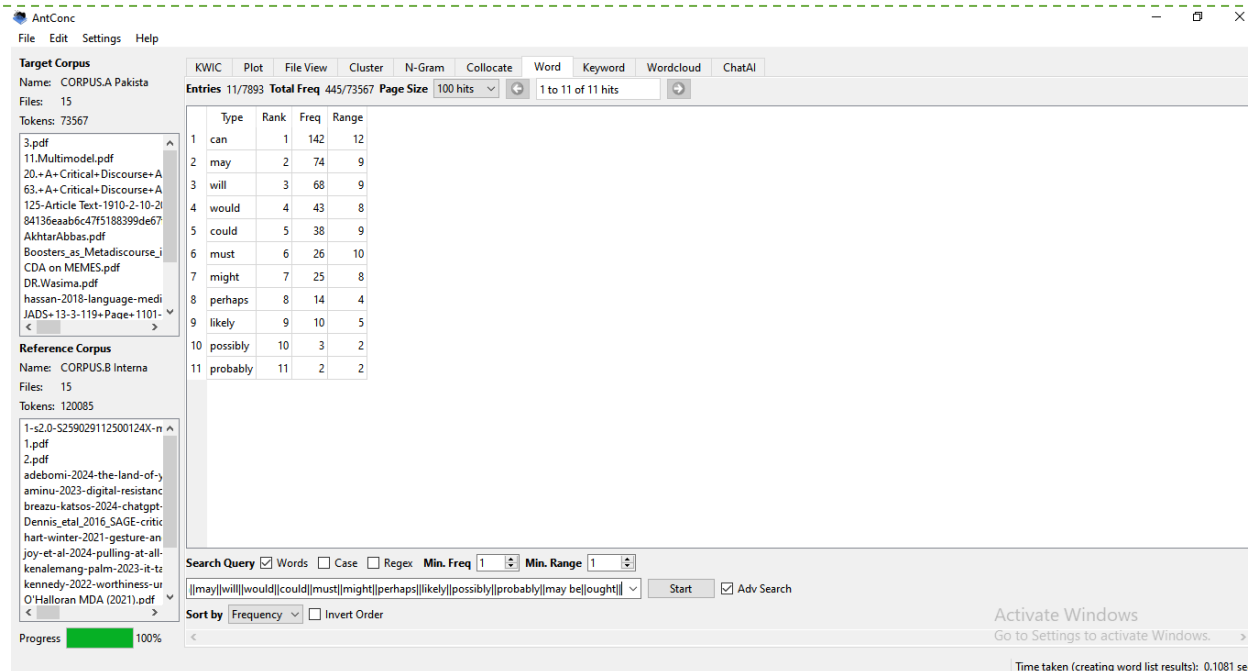 AntConc
File Edit Settings Help
Target Corpus
Name: CORPUS.A Pakista
Files: 15
Tokens: 73567
3.pdf
11.Multimodel.pdf
20.+A+Critical+Discourse+A
63.+A+Critical+Discourse+A
125-Article Text-1910-2-10-20
84136eaab6c47f5188399de67
AkhtarAbbas.pdf
Boosters_as_Metadiscourse_i
CDA on MEMES.pdf
DR.Wasima.pdf
hassan-2018-language-medi
JADS+13-3-119+Page+1101-
Reference Corpus
Name: CORPUS.B Interna
Files: 15
Tokens: 120085
1-s2.0-S259029112500124X-m
1.pdf
2.pdf
adebomi-2024-the-land-of-y
aminu-2023-digital-resistanc
breazu-katsos-2024-chatgpt-
Dennis_etal_2016_SAGE-critic
hart-winter-2021-gesture-an
joy-et-al-2024-pulling-at-all-
kenalemang-palm-2023-it-ta
kennedy-2022-worthiness-ur
O'Halloran MDA (2021).pdf
Progress 100%
KWIC Plot File View Cluster N-Gram Collocate Word Keyword Wordcloud ChatAI
Entries 11/7893 Total Freq 445/73567 Page Size 100 hits 1 to 11 of 11 hits
Type Rank Freq Range
1 can 1 142 12
2 may 2 74 9
3 will 3 68 9
4 would 4 43 8
5 could 5 38 9
6 must 6 26 10
7 might 7 25 8
8 perhaps 8 14 4
9 likely 9 10 5
10 possibly 10 3 2
11 probably 11 2 2
Search Query Words Case Regex Min. Freq 1 Min. Range 1
||may||will||would||could||must||might||perhaps||likely||possibly||probably||may be||ought|| Start Adv Search
Sort by Frequency Invert Order
Activate Windows
Go to Settings to activate Windows.
Time taken (creating word list results): 0.1081 se